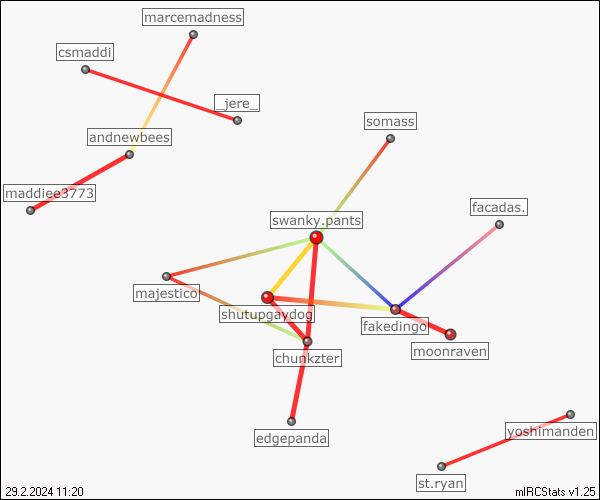 marcemadness
csmaddi
_jere_
somass
andnewbees
maddiee3773
facadas.
swanky.pants
majestico
shutupgaydog
fakedingo
moonraven
chunkzter
yoshimanden
edgepanda
st.ryan
29.2.2024 11:20
mIRCStats v1.25